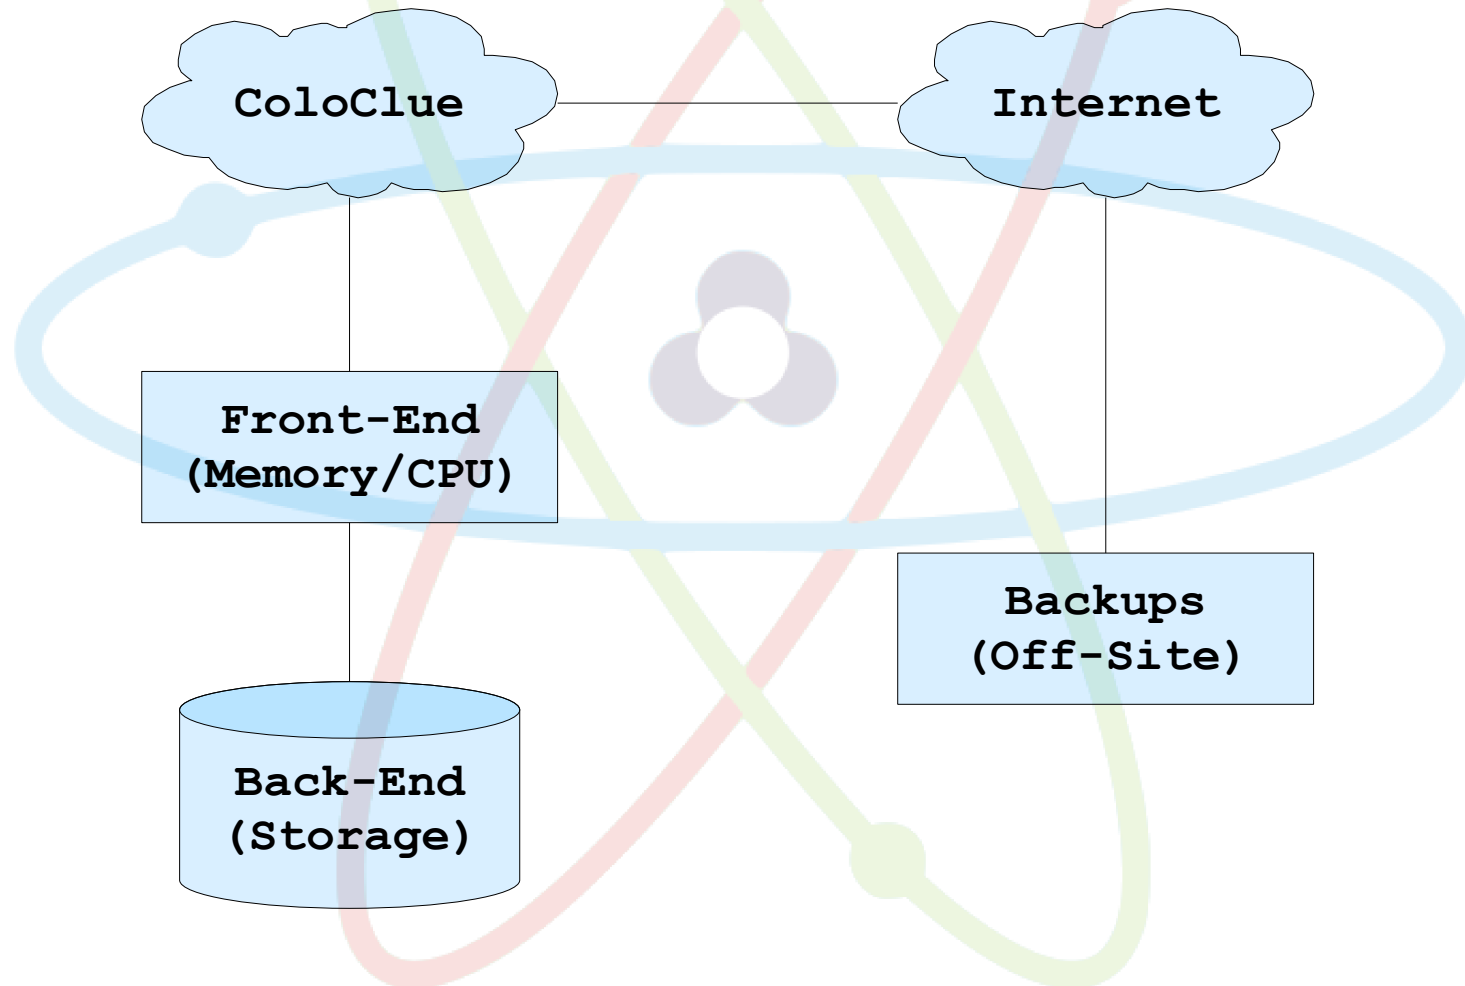 ColoClue
Internet
Front-End
(Memory/CPU)
Backups
(Off-Site)
Back-End
(Storage)